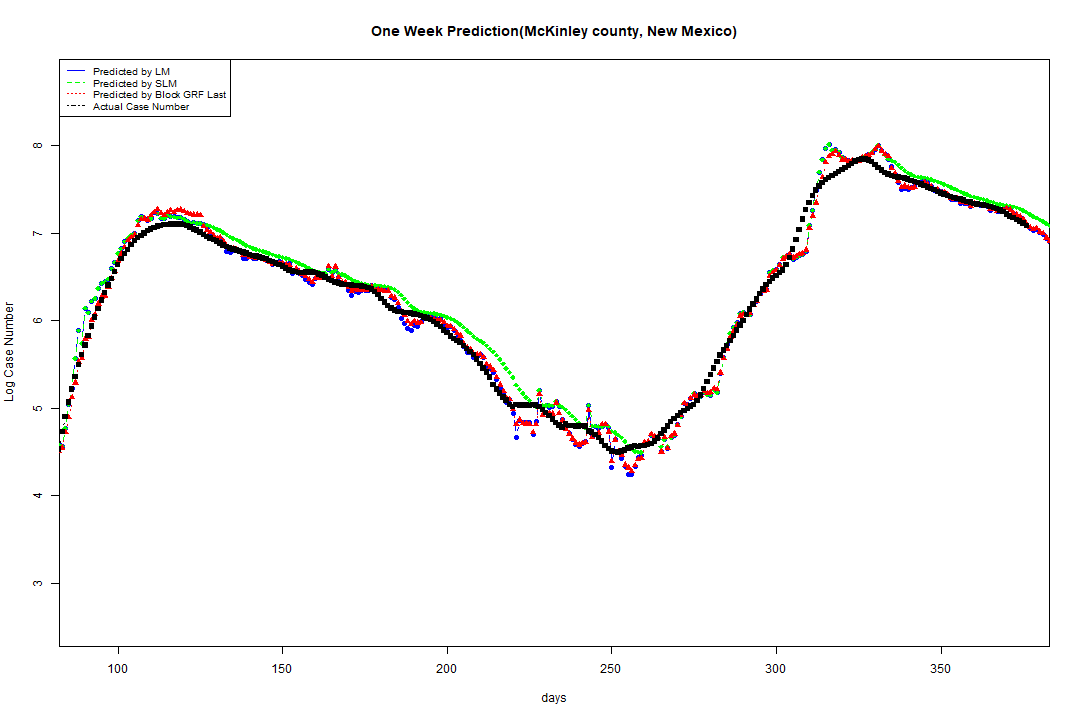 One Week Prediction(McKinley county, New Mexico)
Predicted by LM
Predicted by SLM
Predicted by Block GRF Last
Actual Case Number
8
7
6
5
4
3
Log Case Number
100 150 200 250 300 350
days